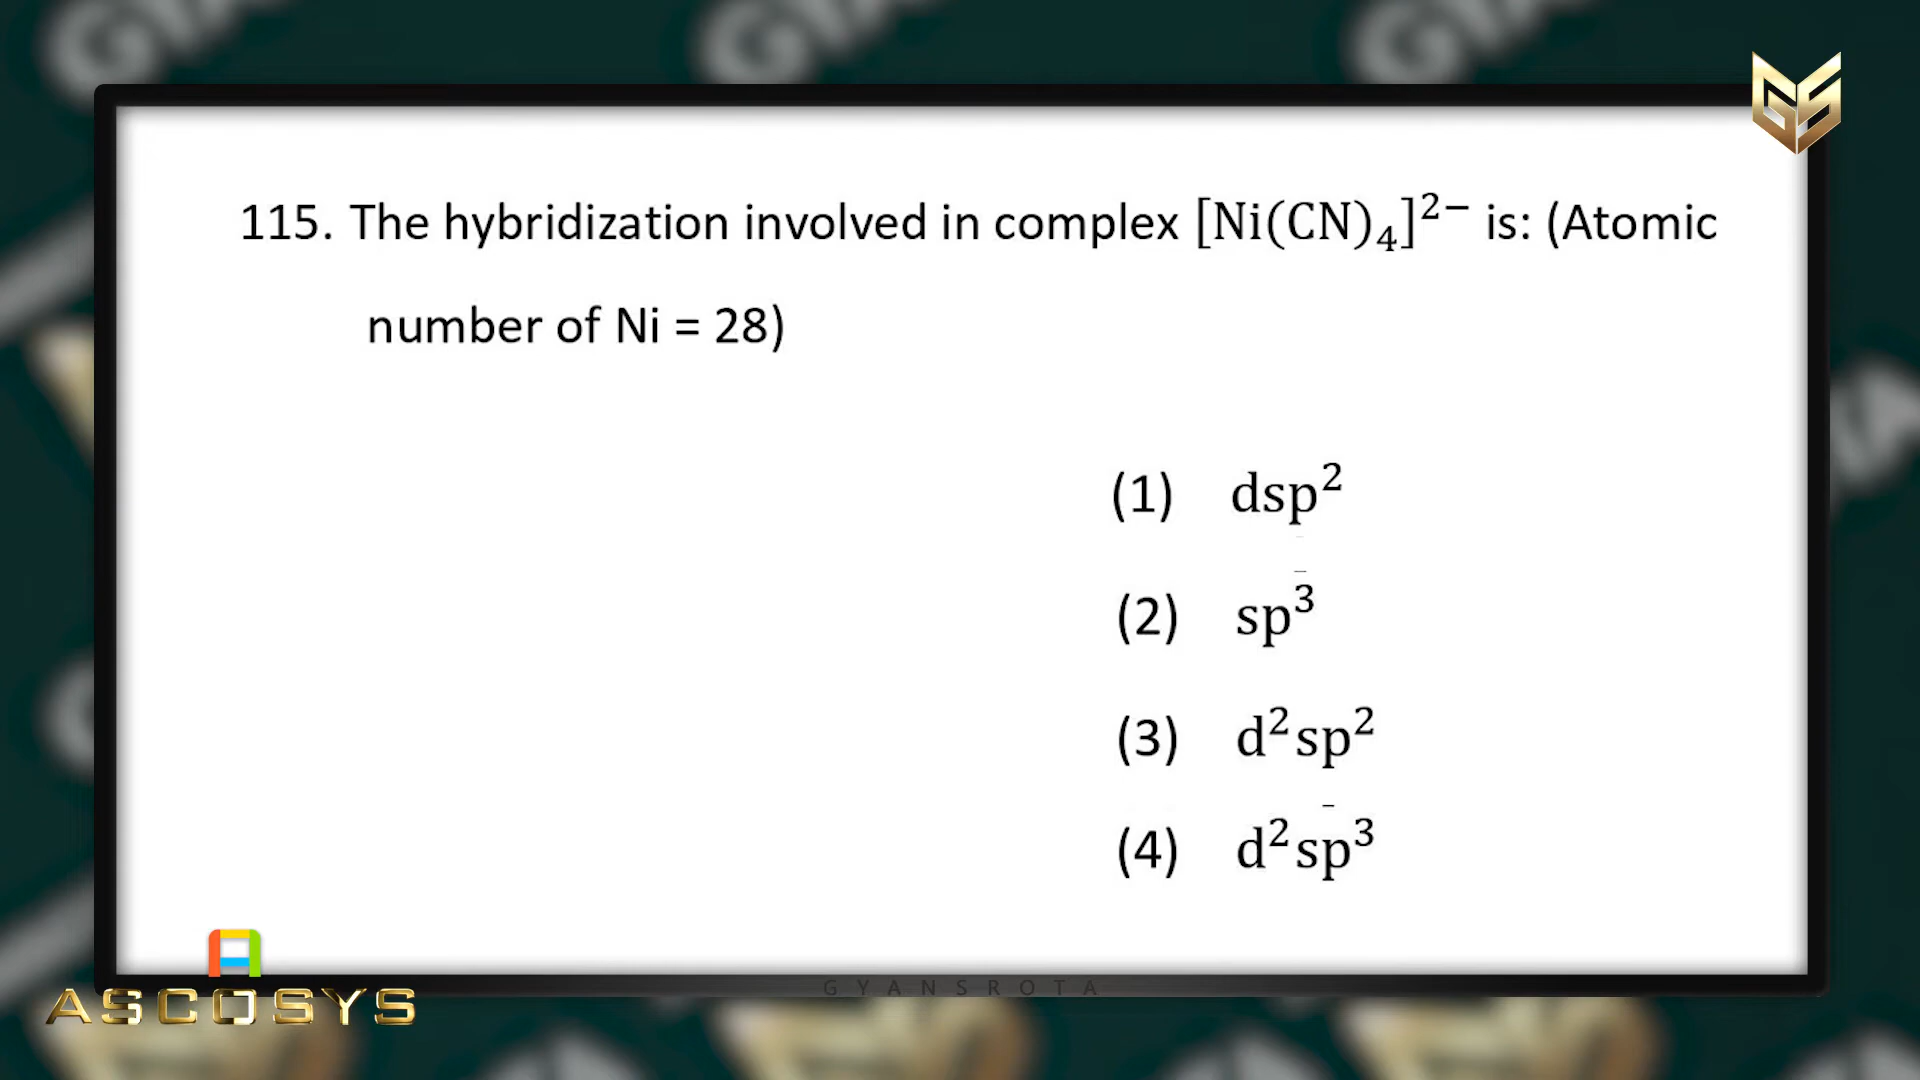 GS
115. The hybridization involved in complex [Ni(CN)₄]²⁻ is: (Atomic
number of Ni = 28)
(1) dsp²
(2) sp³
(3) d²sp²
(4) d²sp³
GYANSROTA
ASCOSYS